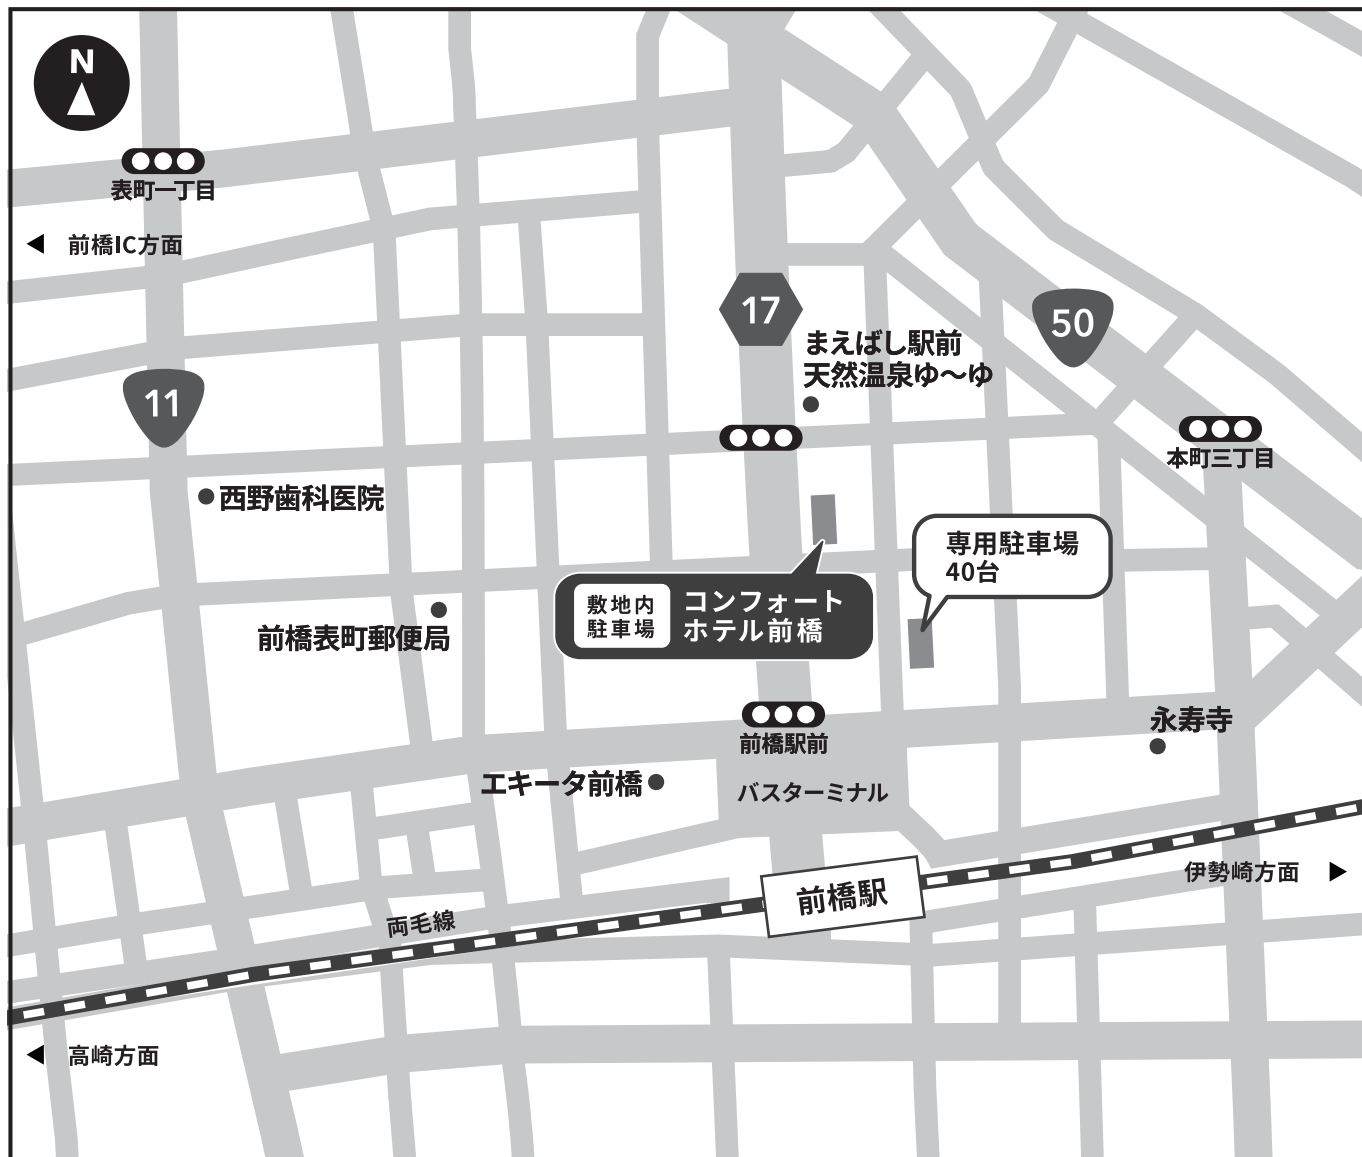 N
表町一丁目
前橋IC方面
17
50
まえばし駅前
天然温泉ゆ〜ゆ
11
本町三丁目
西野歯科医院
専用駐車場
40台
敷地内
駐車場
コンフォート
ホテル前橋
前橋表町郵便局
永寿寺
前橋駅前
エキータ前橋
バスターミナル
伊勢崎方面
前橋駅
両毛線
高崎方面